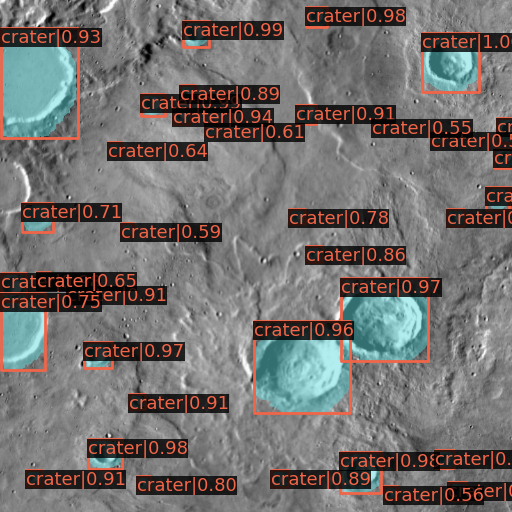 crater|0.98
crater|0.99
crater|0.93
crater|1.0
crater|0.89
crater|0.94
crater|0.91
crater|0.61
crater|0.55
crater|0.64
crater|0.71
crater|0.78
crater|0.59
crater|0.86
crater|0.65
crater|0.97
crater|0.75
crater|0.96
crater|0.97
crater|0.91
crater|0.98
crater|0.91
crater|0.89
crater|0.80
crater|0.56